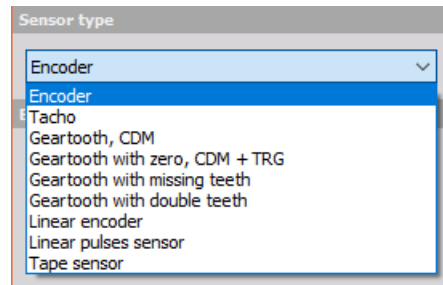 Sensor type
Encoder
Encoder
Tacho
Geartooth, CDM
Geartooth with zero, CDM + TRG
Geartooth with missing teeth
Geartooth with double teeth
Linear encoder
Linear pulses sensor
Tape sensor